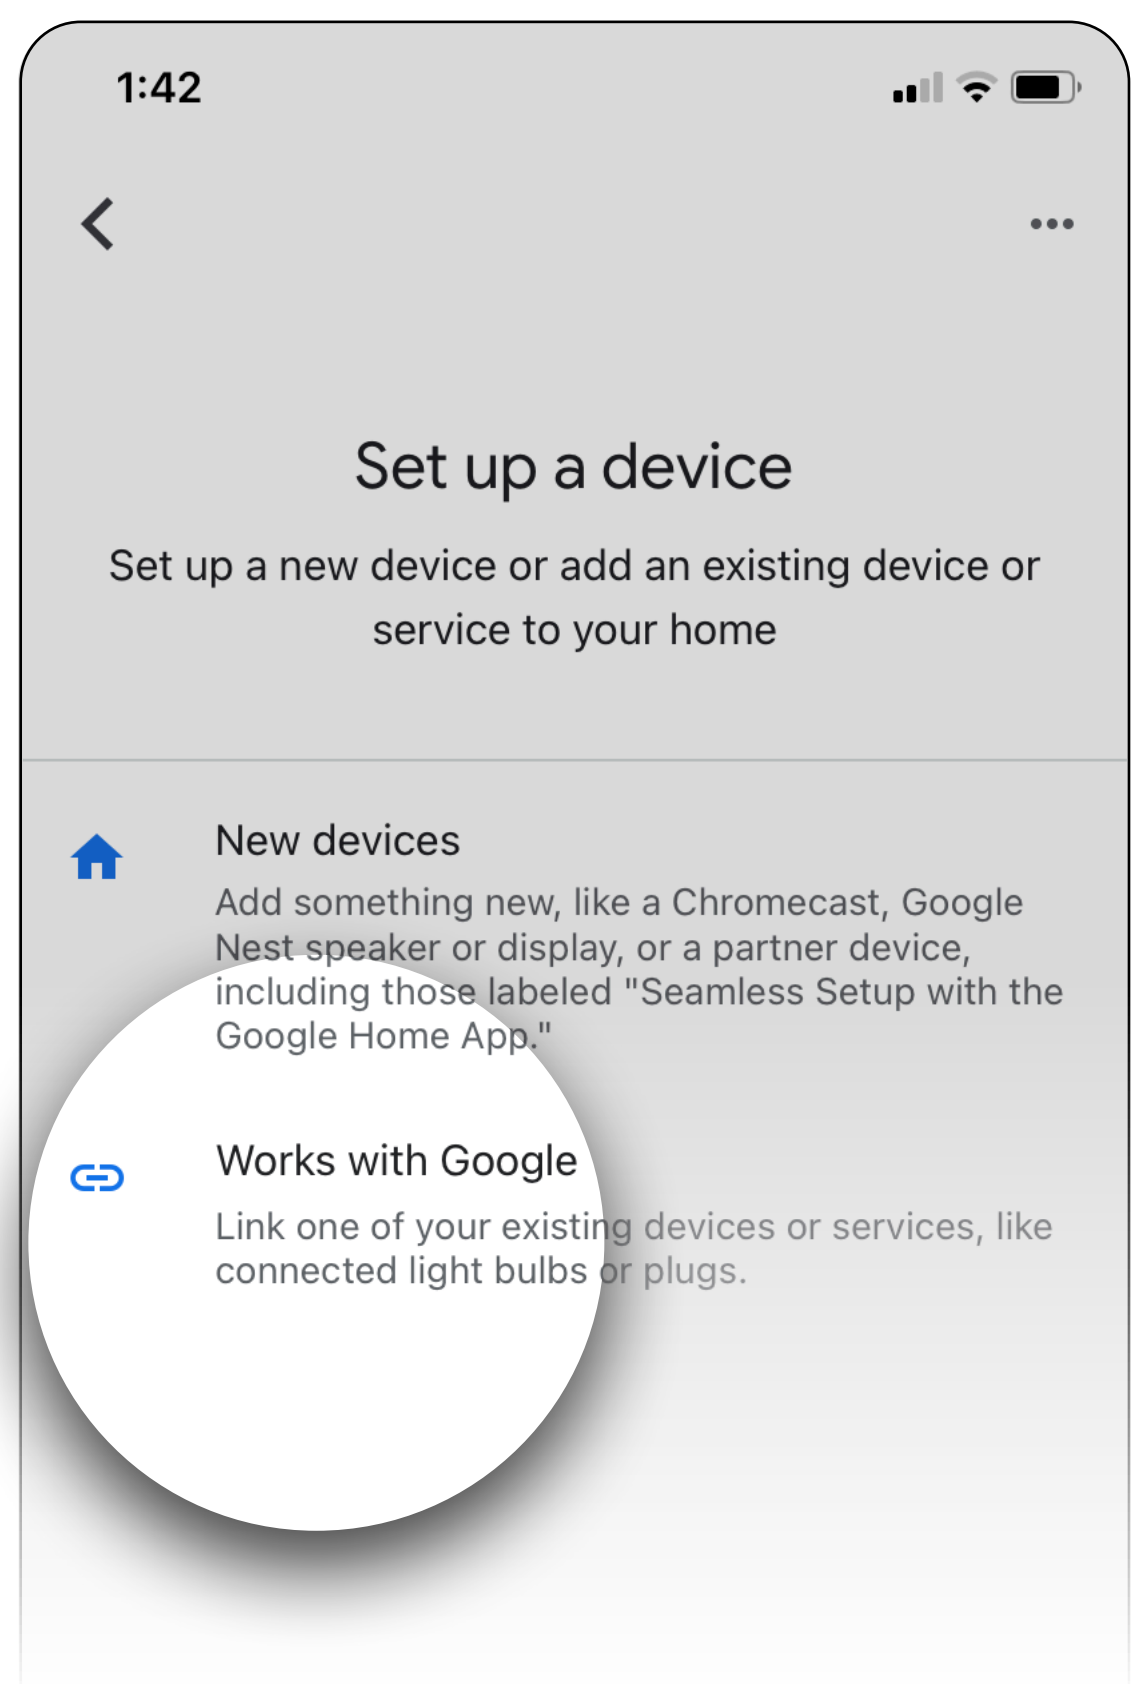 1:42
Set up a device
Set up a new device or add an existing device or
service to your home
New devices
Add something new, like a Chromecast, Google
Nest speaker or display, or a partner device,
including those labeled "Seamless Setup with the
Google Home App."
Works with Google
Link one of your existing devices or services, like
connected light bulbs or plugs.